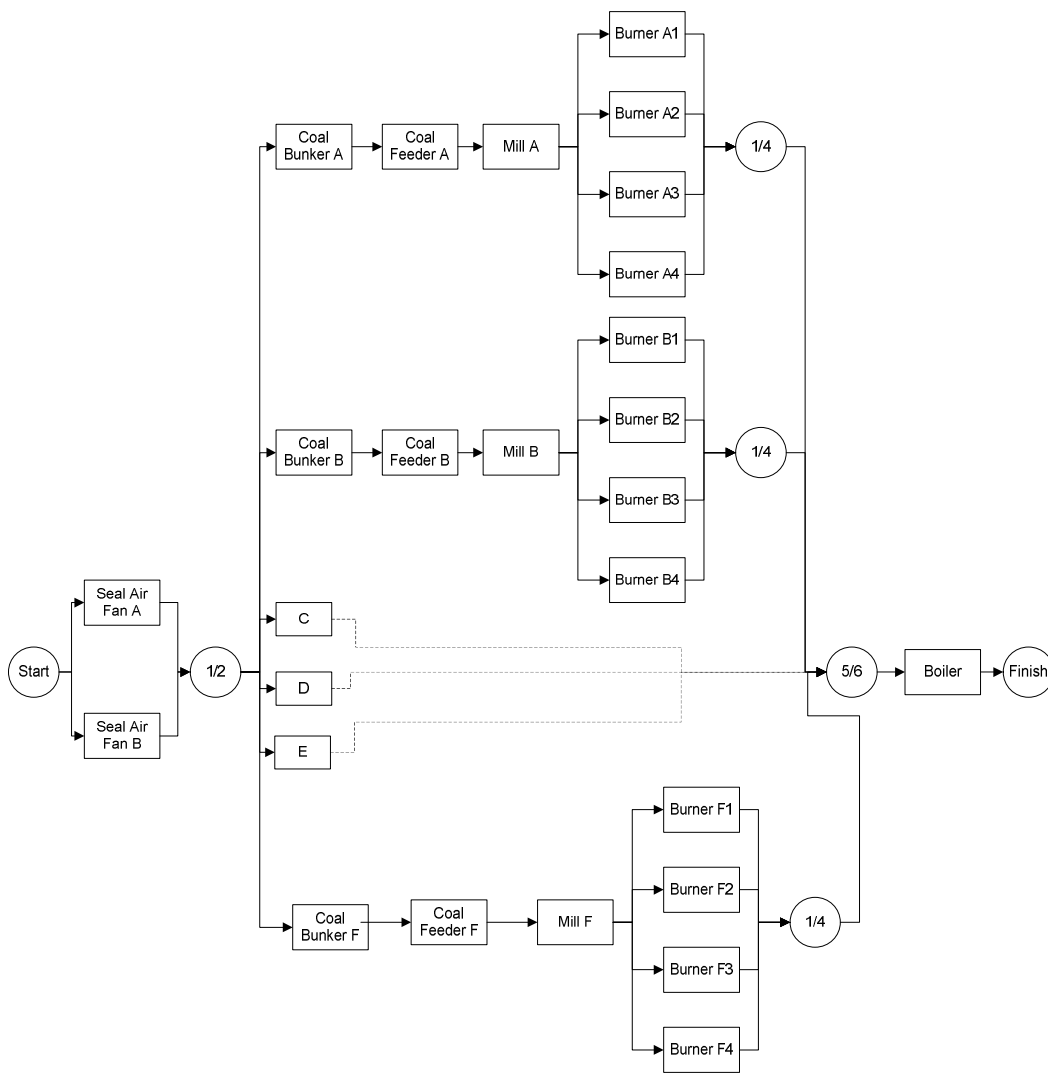 Burner A1
Burner A2
Coal
Bunker A
Coal
Feeder A
Mill A
1/4
Burner A3
Burner A4
Burner B1
Burner B2
Coal
Bunker B
Coal
Feeder B
Mill B
1/4
Burner B3
Burner B4
Seal Air
Fan A
C
Start
1/2
D
5/6
Boiler
Finish
Seal Air
Fan B
E
Burner F1
Burner F2
Coal
Bunker F
Coal
Feeder F
Mill F
1/4
Burner F3
Burner F4